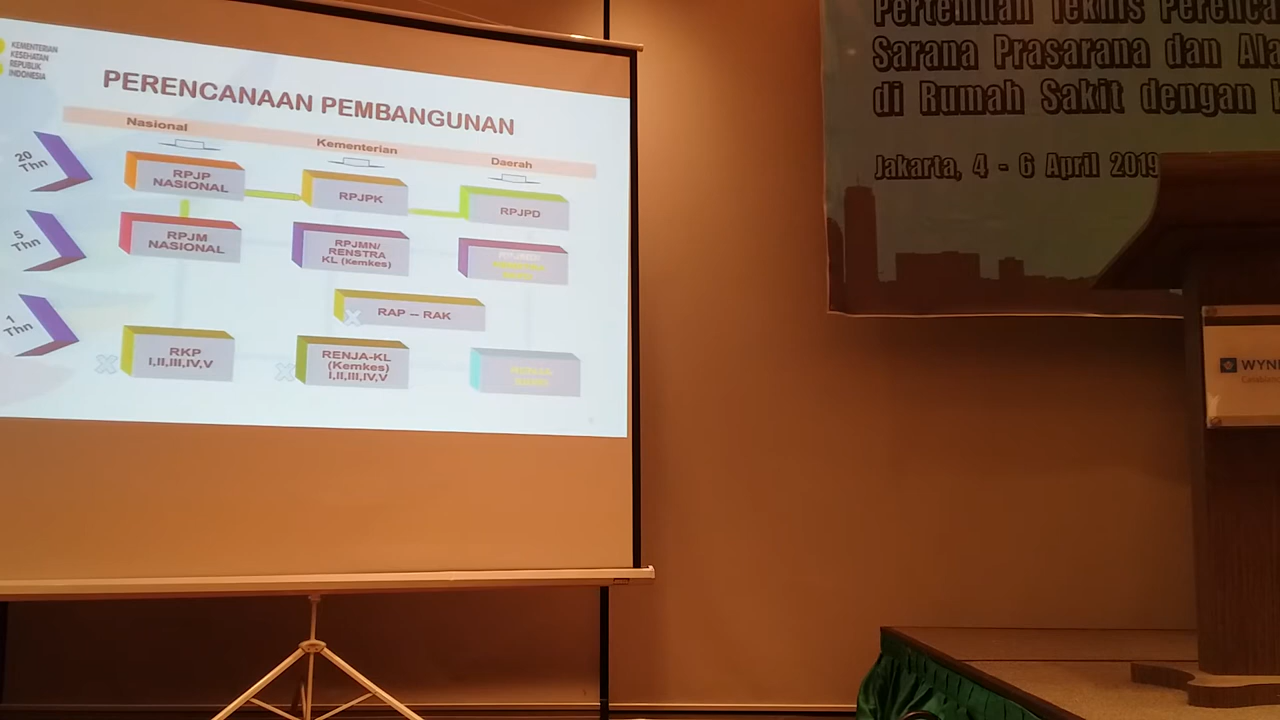 KEMENTERIAN
KESEHATAN
REPUBLIK
INDONESIA
PERENCANAAN PEMBANGUNAN
Nasional
Kementerian
Daerah
20
Thn
RPJP
NASIONAL
RPJPK
RPJPD
5
Thn
RPJM
NASIONAL
RPJMN/
RENSTRA
KL (Kemkes)
RAP – RAK
1
Thn
RKP
I,II,III,IV,V
RENJA-KL
(Kemkes)
I,II,III,IV,V
Pertemuan Teknis
Sarana Prasarana dan
di Rumah Sakit dengan
Jakarta, 4 - 6 April 2019